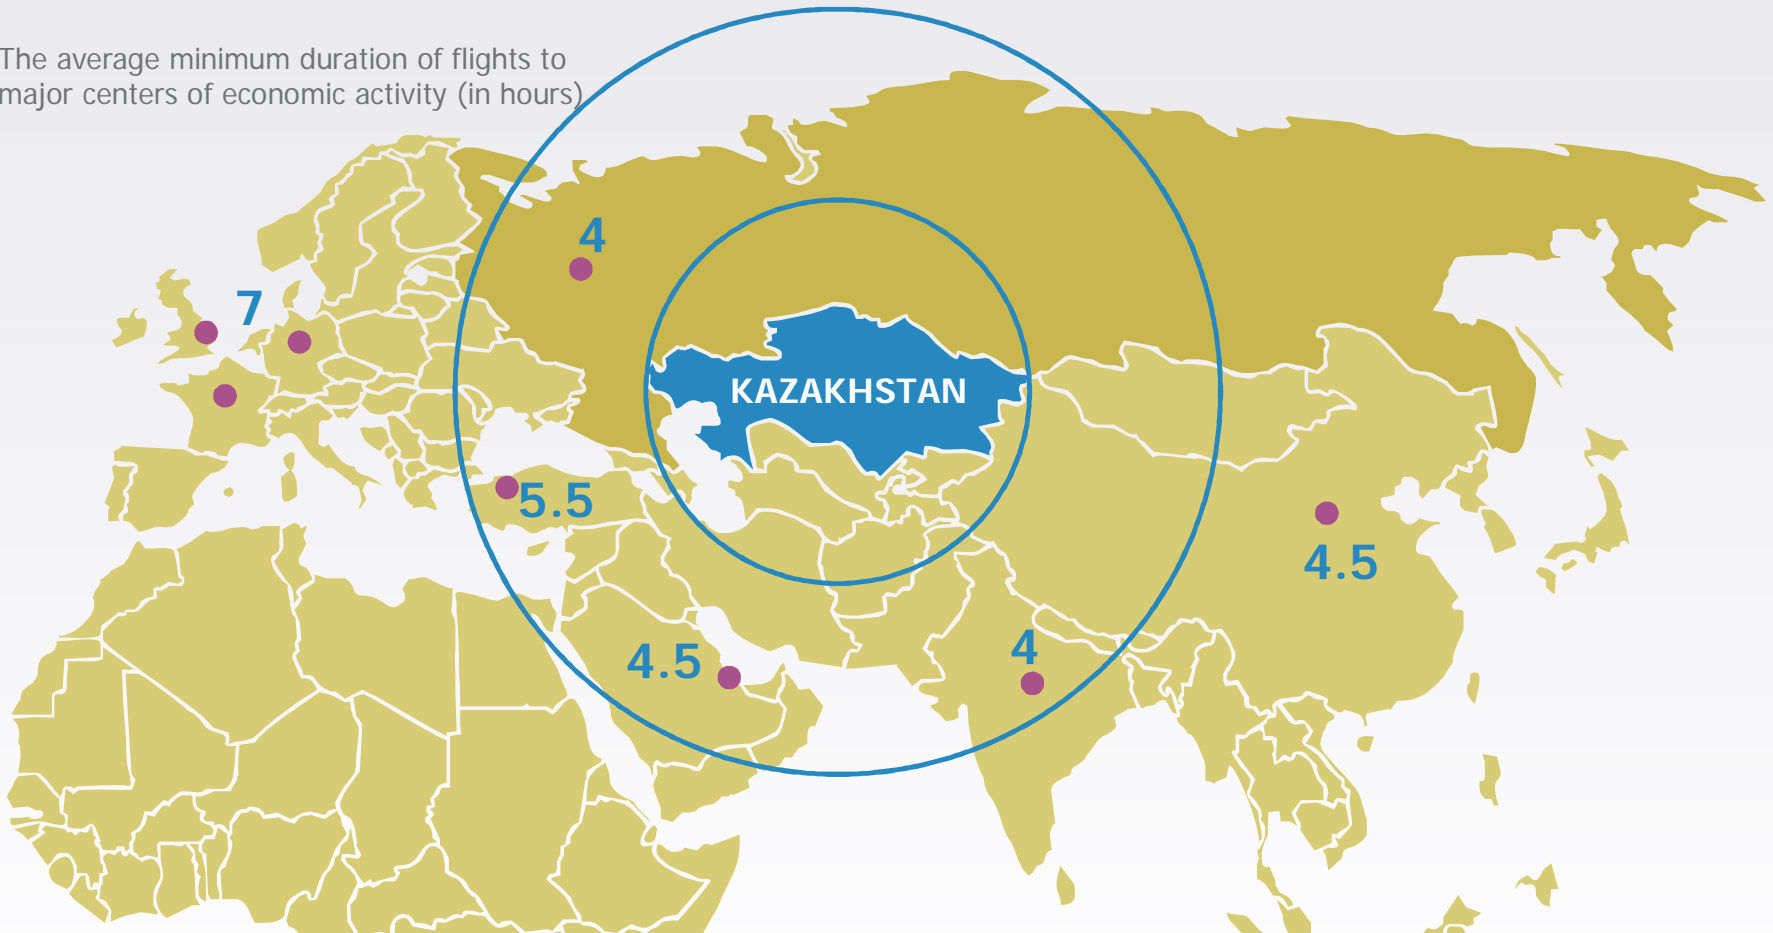 The average minimum duration of flights to
major centers of economic activity (in hours)
4
7
KAZAKHSTAN
5.5
4.5
4
4.5